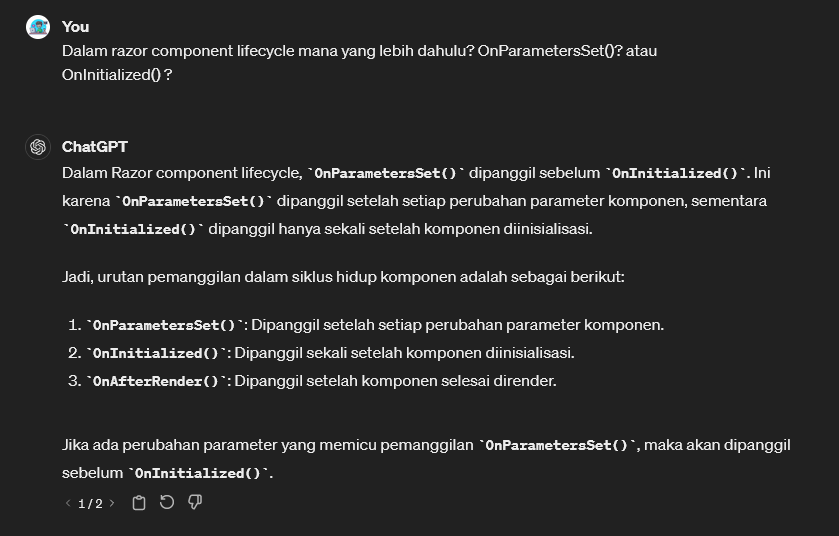 You
Dalam razor component lifecycle mana yang lebih dahulu? OnParametersSet()? atau
OnInitialized() ?
ChatGPT
Dalam Razor component lifecycle, `OnParametersSet()` dipanggil sebelum `OnInitialized()`. Ini
karena `OnParametersSet()` dipanggil setelah setiap perubahan parameter komponen, sementara
`OnInitialized()` dipanggil hanya sekali setelah komponen diinisialisasi.
Jadi, urutan pemanggilan dalam siklus hidup komponen adalah sebagai berikut:
1. `OnParametersSet()`: Dipanggil setelah setiap perubahan parameter komponen.
2. `OnInitialized()`: Dipanggil sekali setelah komponen diinisialisasi.
3. `OnAfterRender()`: Dipanggil setelah komponen selesai dirender.
Jika ada perubahan parameter yang memicu pemanggilan `OnParametersSet()`, maka akan dipanggil
sebelum `OnInitialized()`.
< 1/2 >